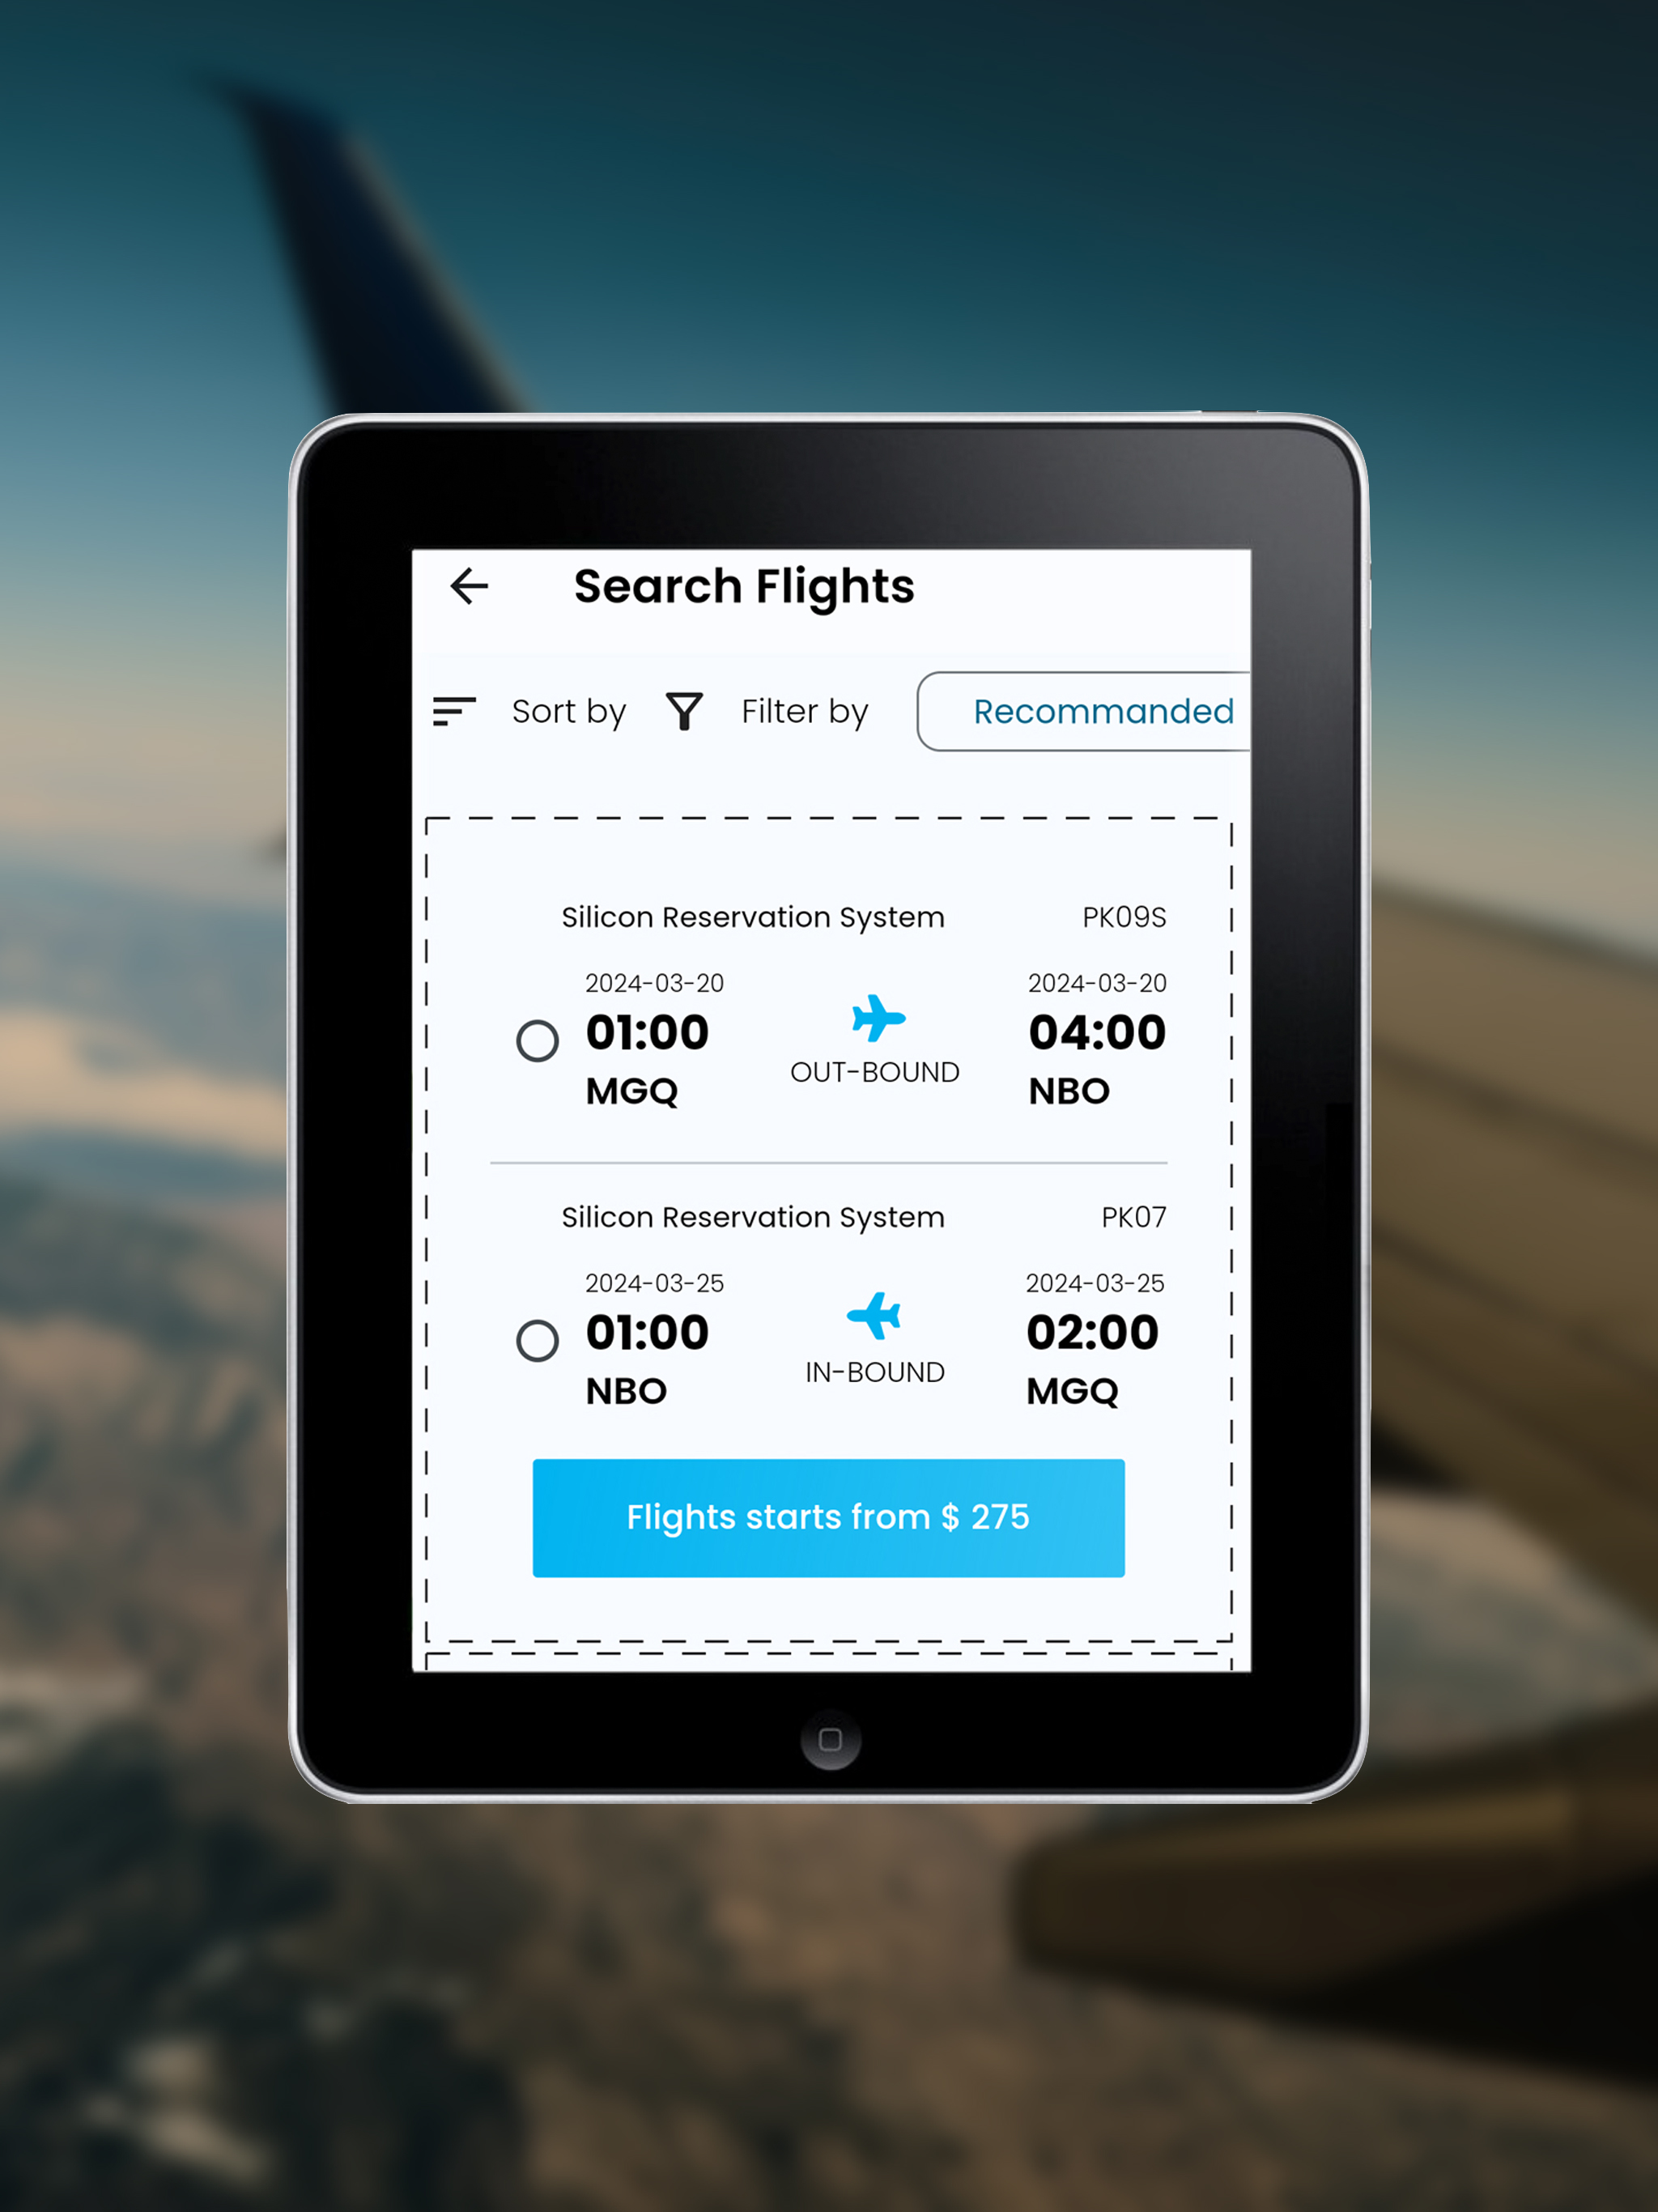 Search Flights
Sort by Filter by Recommanded
Silicon Reservation System PK09S
2024-03-20 2024-03-20
01:00 04:00
OUT-BOUND
MGQ NBO
Silicon Reservation System PK07
2024-03-25 2024-03-25
01:00 02:00
IN-BOUND
NBO MGQ
Flights starts from $ 275